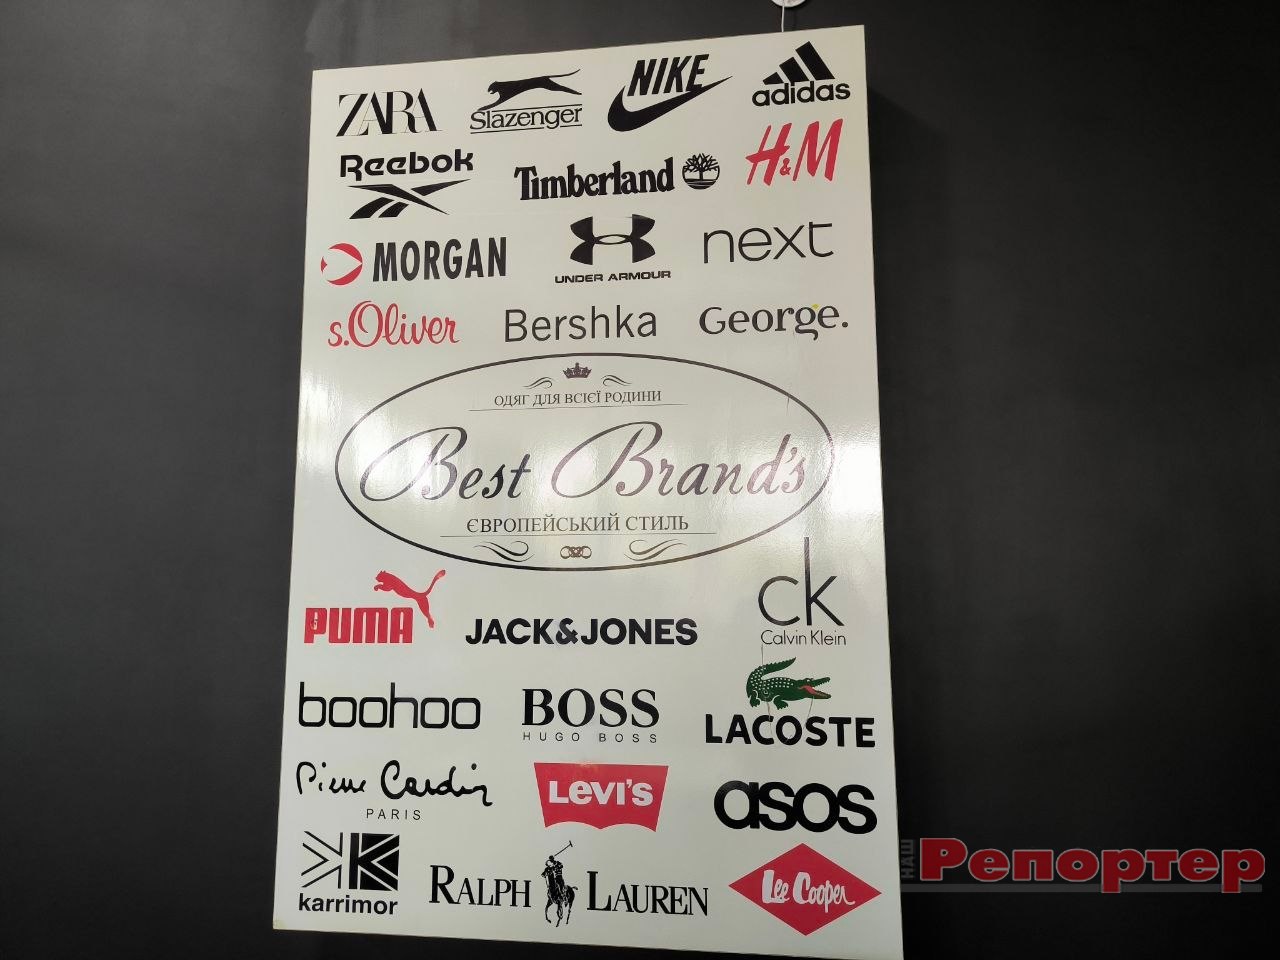 ZARA
Slazenger
NIKE
adidas
Reebok
Timberland
H&M
MORGAN
UNDER ARMOUR
next
s.Oliver
Bershka
George.
ОДЯГ ДЛЯ ВСІЄЇ РОДИНИ
Best Brand's
ЄВРОПЕЙСЬКИЙ СТИЛЬ
PUMA
JACK&JONES
ck
Calvin Klein
boohoo
BOSS
HUGO BOSS
LACOSTE
Pierre Cardin
PARIS
LEVI'S
asos
K
karrimor
RALPH LAUREN
Lee Cooper
НАШ
Репортер